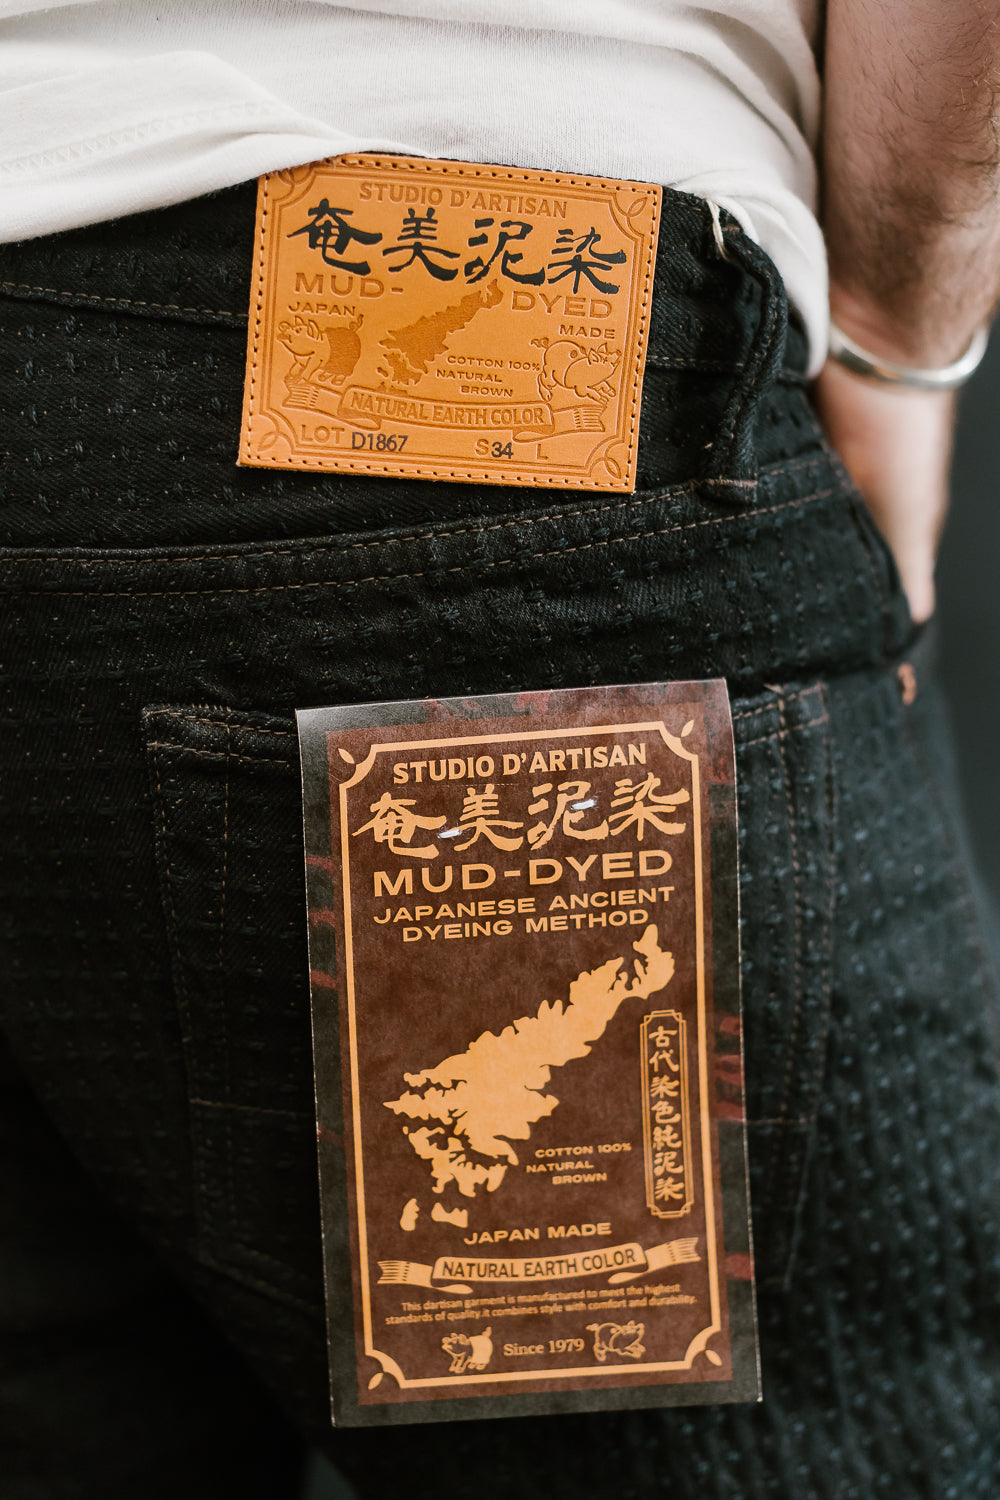 STUDIO D'ARTISAN
奄美泥染
MUD-DYED
JAPAN MADE
COTTON 100%
NATURAL
BROWN
NATURAL EARTH COLOR
LOT D1867 S34 L
STUDIO D'ARTISAN
奄美泥染
MUD-DYED
JAPANESE ANCIENT
DYEING METHOD
古代染色純泥染
COTTON 100%
NATURAL
BROWN
JAPAN MADE
NATURAL EARTH COLOR
This dartisan garment is manufactured to meet the highest
standards of quality.it combines style with comfort and durability.
Since 1979